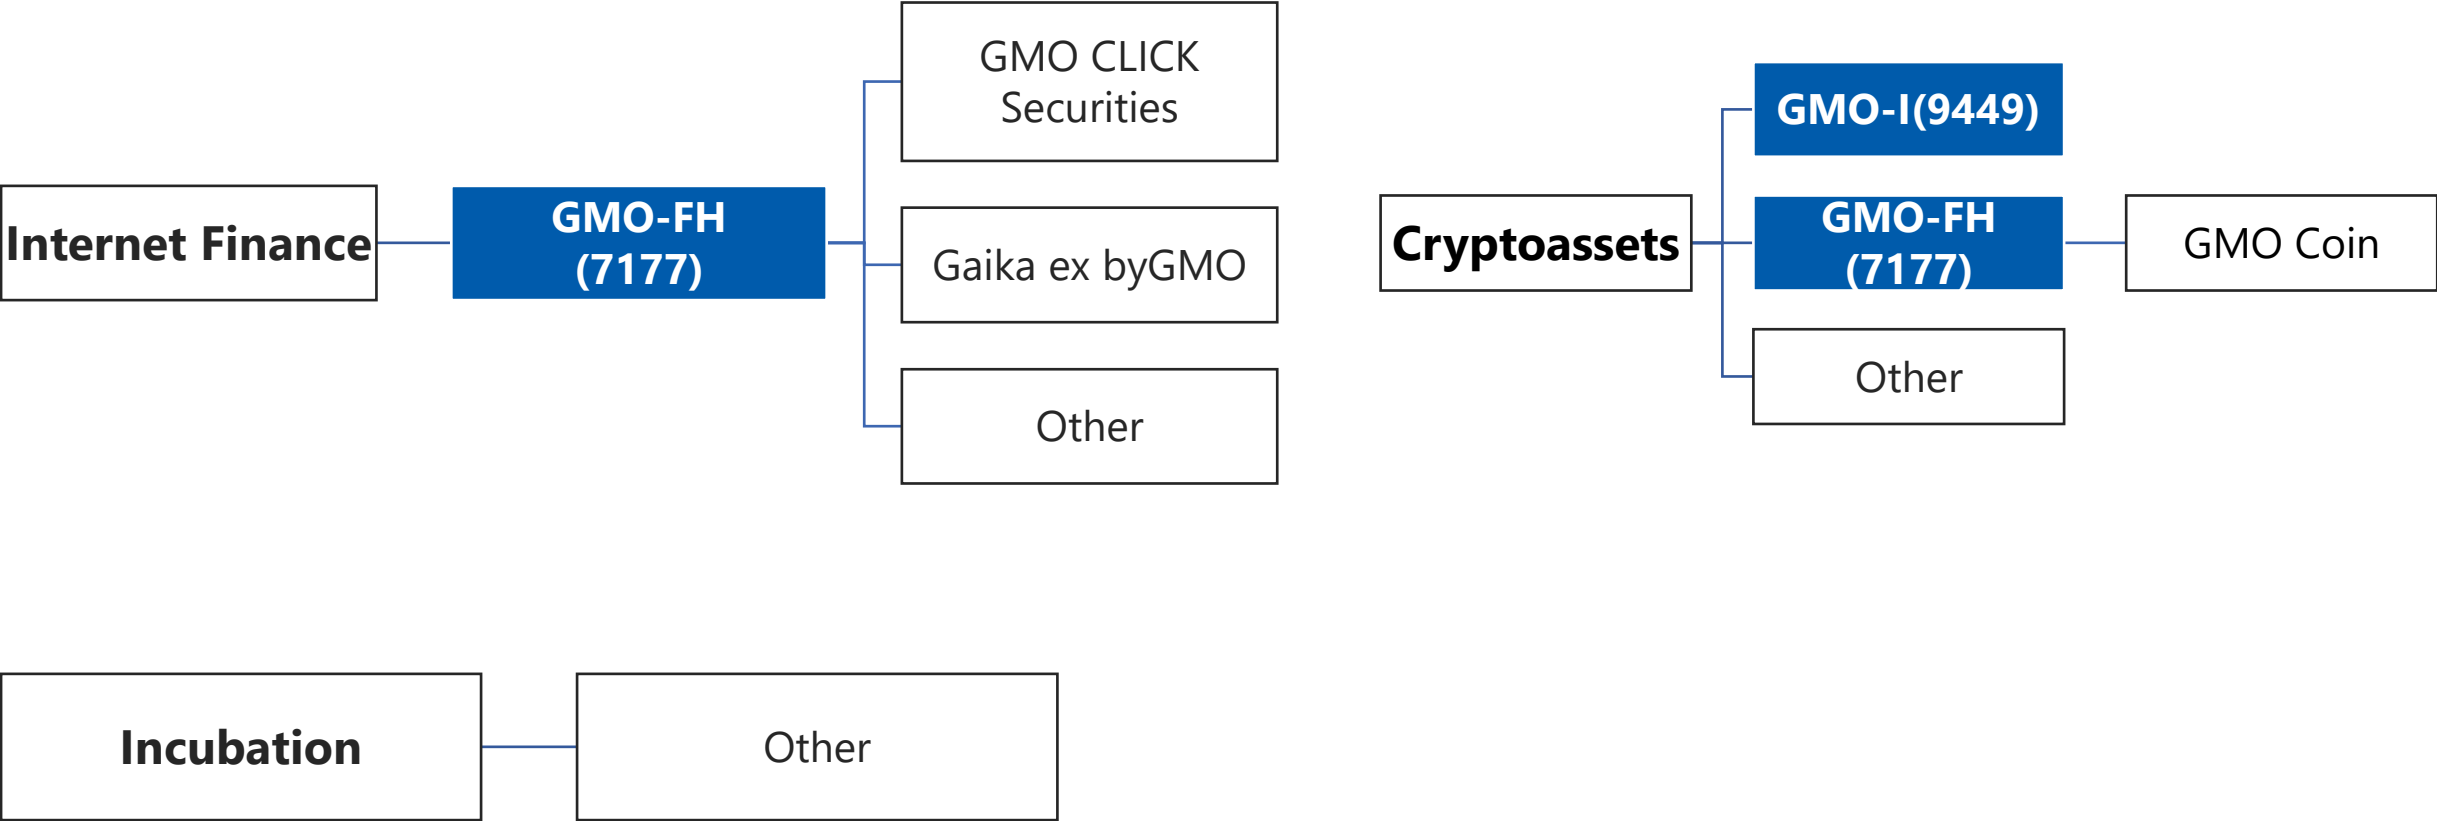 Internet Finance
GMO-FH
(7177)
GMO CLICK
Securities
Gaika ex byGMO
Other
Cryptoassets
GMO-I(9449)
GMO-FH
(7177)
GMO Coin
Other
Incubation
Other